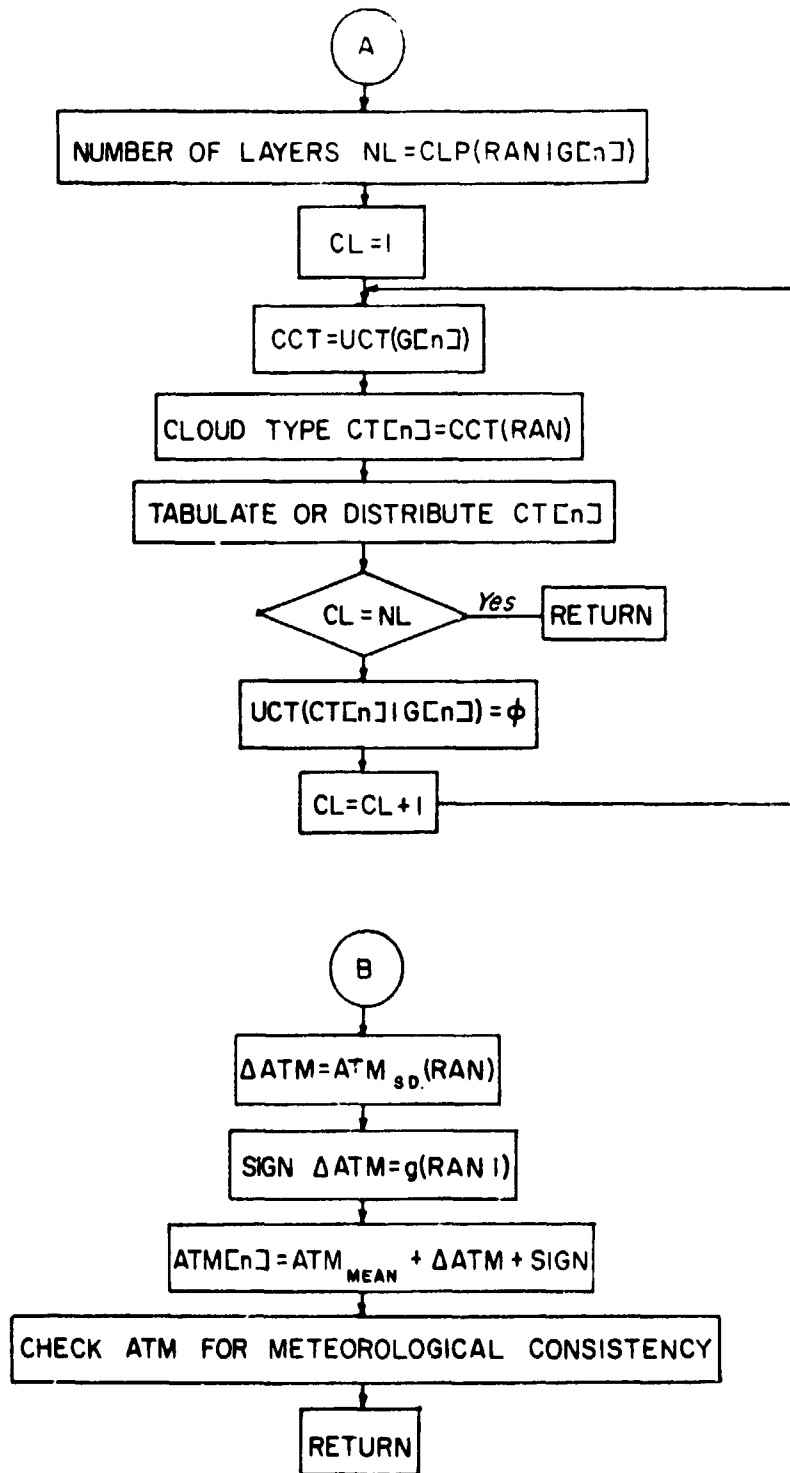 A
NUMBER OF LAYERS NL=CLP(RAN|G[n])
CL=1
CCT=UCT(G[n])
CLOUD TYPE CT[n]=CCT(RAN)
TABULATE OR DISTRIBUTE CT[n]
CL=NL
Yes
RETURN
UCT(CT[n]|G[n])=ϕ
CL=CL+1
B
ΔATM=ATM S.D.(RAN)
SIGN ΔATM=g(RAN 1)
ATM[n]=ATM MEAN + ΔATM + SIGN
CHECK ATM FOR METEOROLOGICAL CONSISTENCY
RETURN